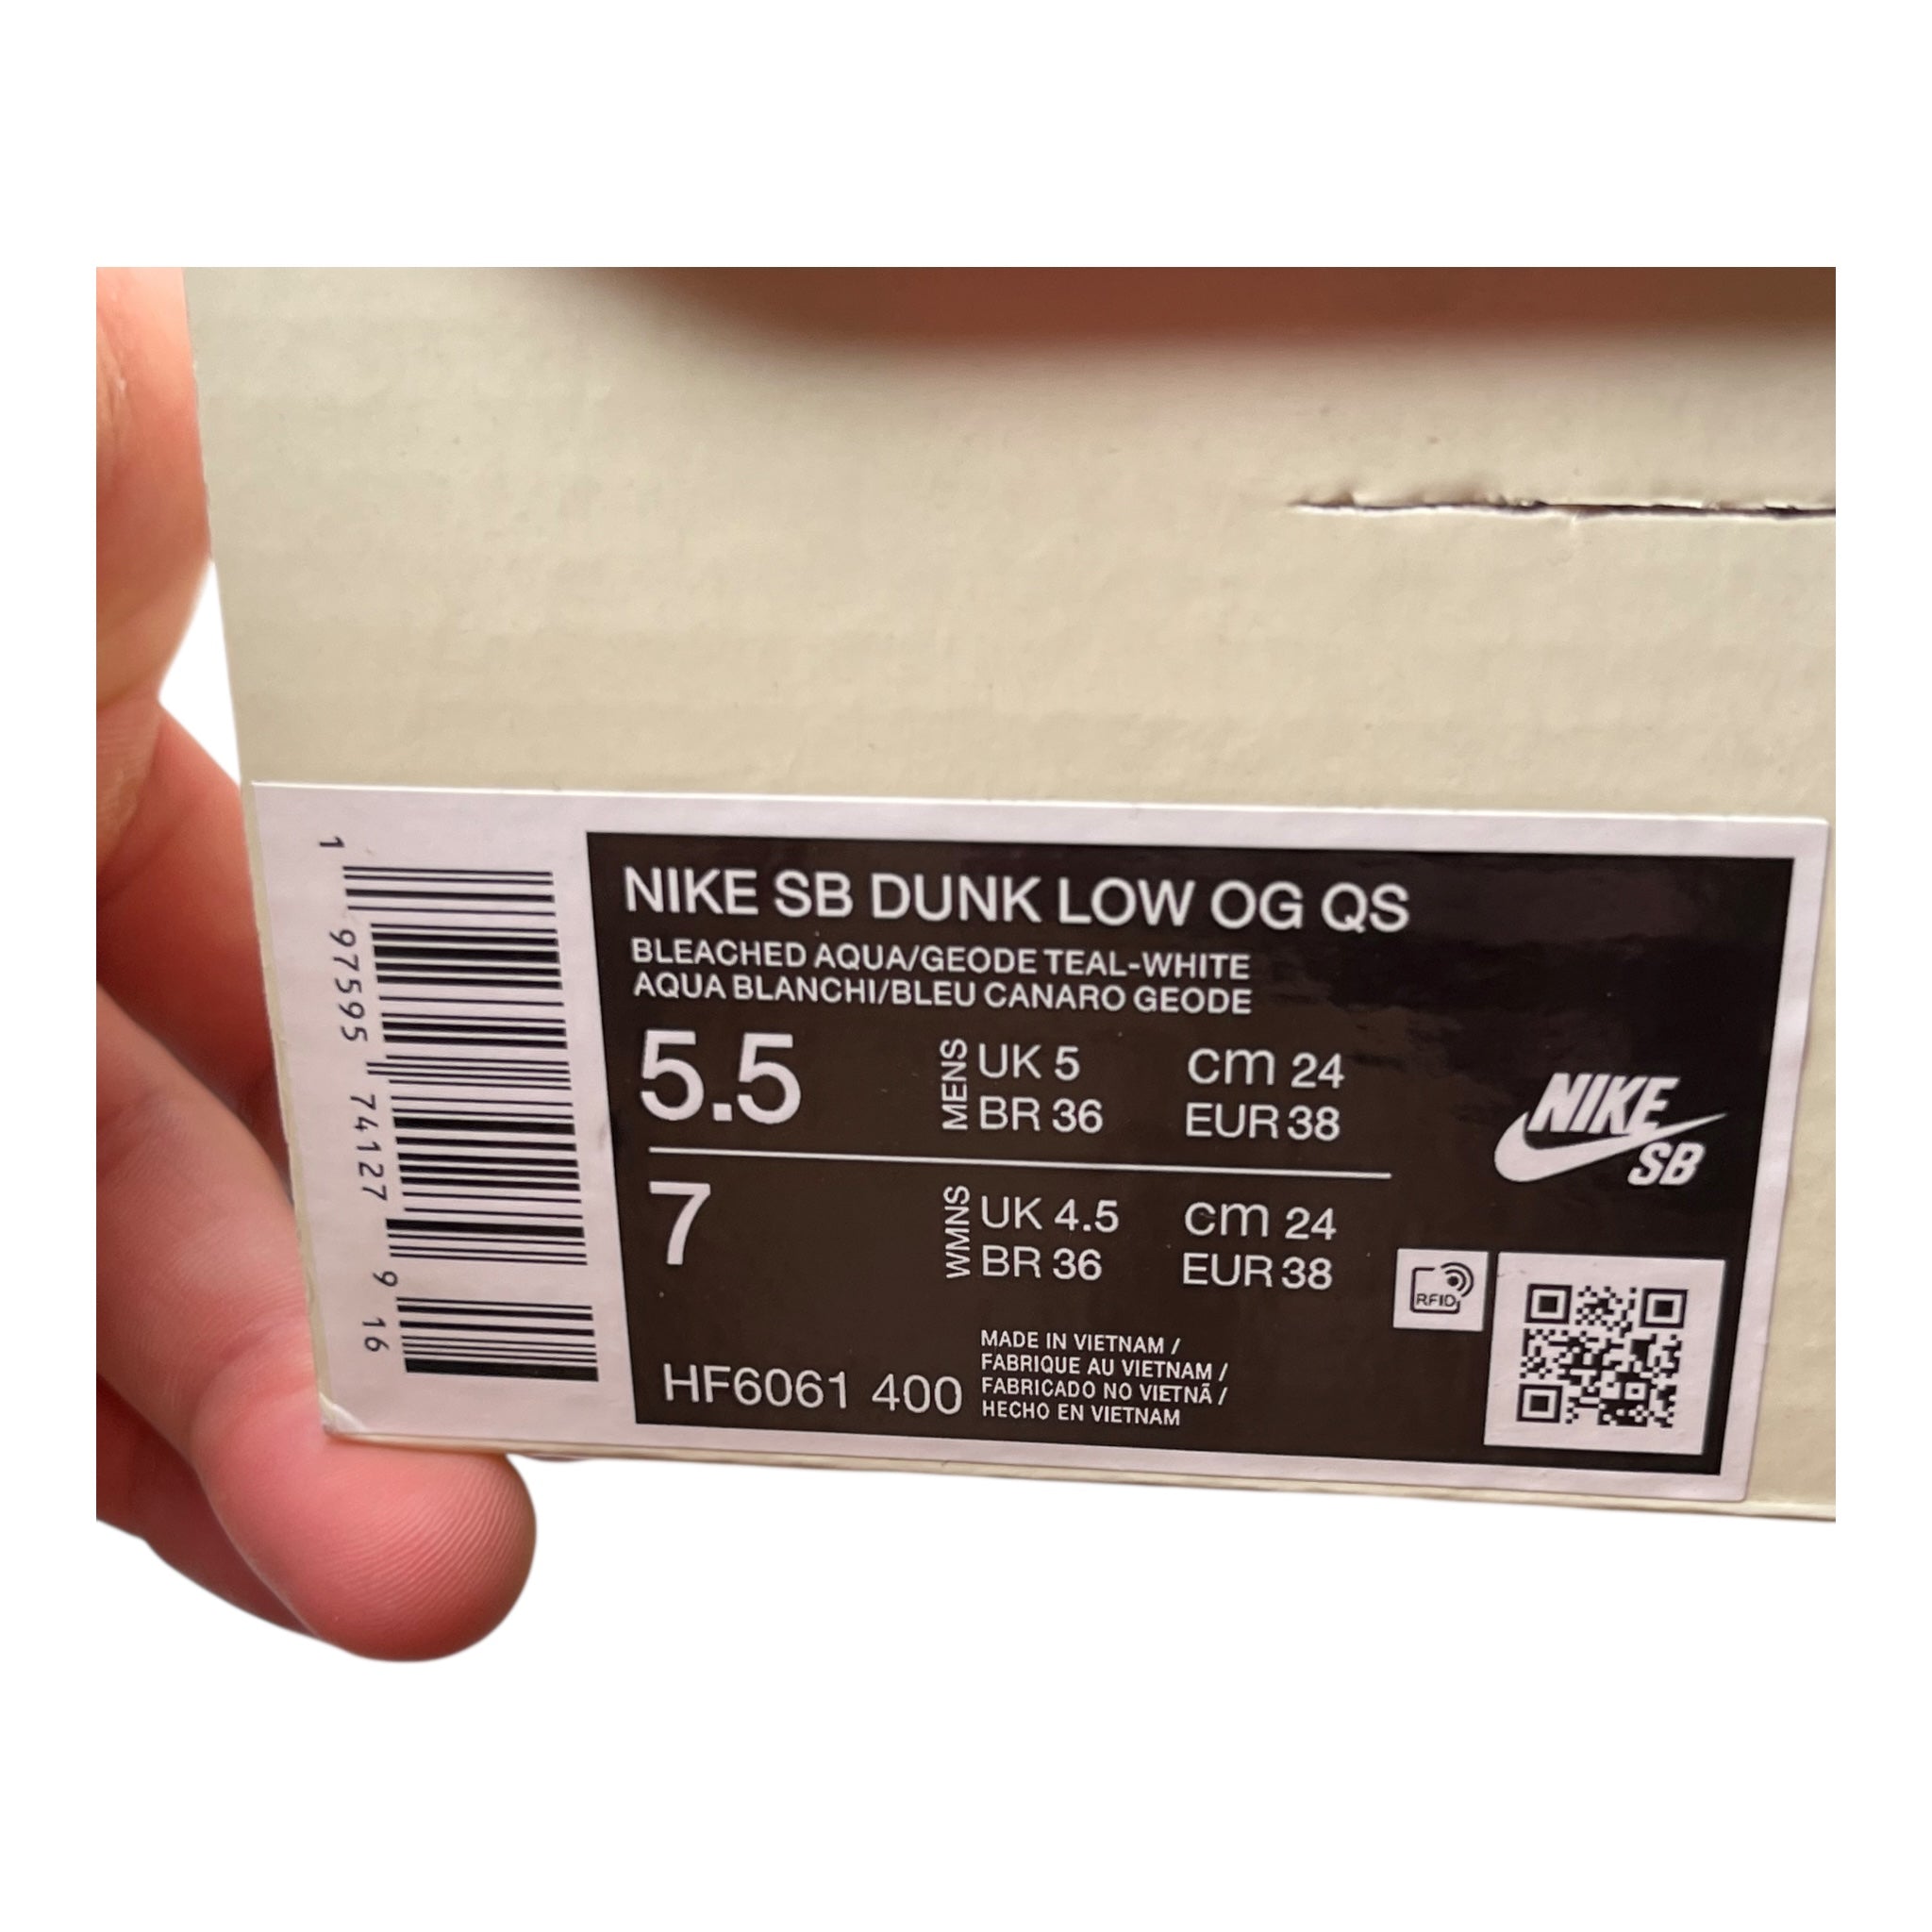 NIKE SB DUNK LOW OG QS
BLEACHED AQUA/GEODE TEAL-WHITE
AQUA BLANCHI/BLEU CANARO GEODE
5.5
MENS
UK 5
CM 24
BR 36
EUR 38
7
WMNS
UK 4.5
CM 24
BR 36
EUR 38
NIKE
SB
RFID
HF6061 400
MADE IN VIETNAM /
FABRIQUE AU VIETNAM /
FABRICADO NO VIETNÃ /
HECHO EN VIETNAM
1 97595 74127 9 16